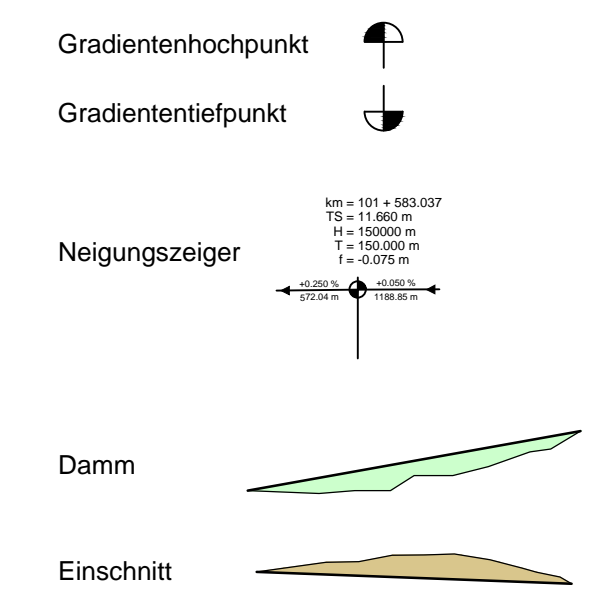 Gradientenhochpunkt
Gradiententiefpunkt
Neigungszeiger
km = 101 + 583.037
TS = 11.660 m
H = 150000 m
T = 150.000 m
f = -0.075 m
+0.250 % +0.050 %
572.04 m 1188.85 m
Damm
Einschnitt